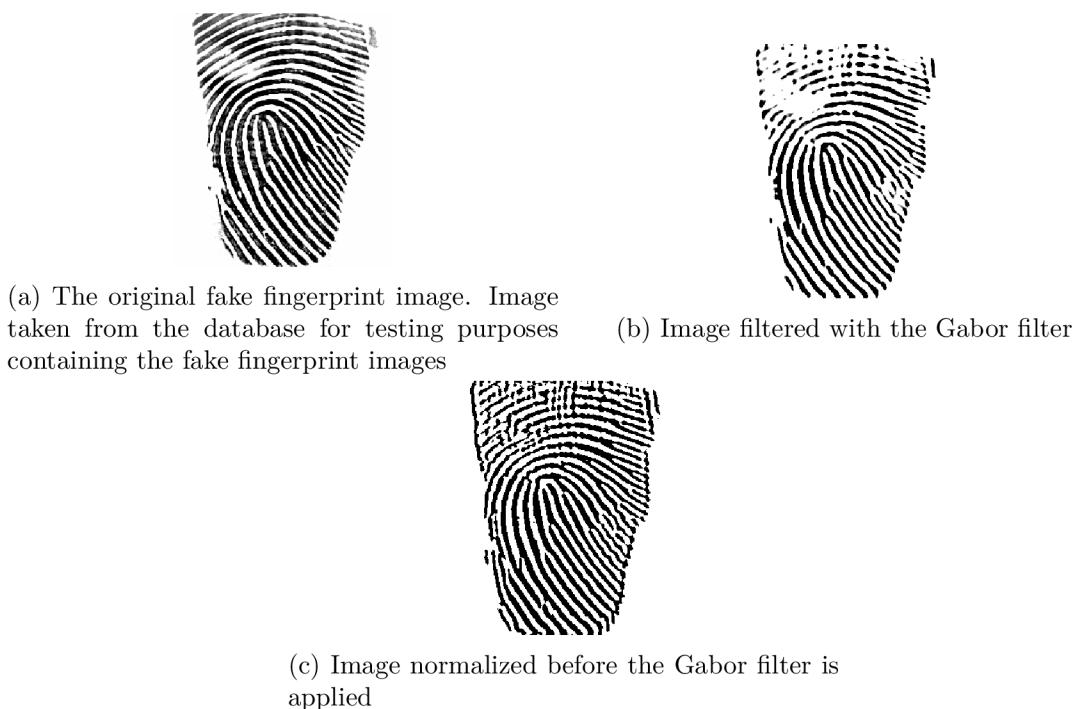 (a) The original fake fingerprint image. Image
taken from the database for testing purposes
containing the fake fingerprint images
(b) Image filtered with the Gabor filter
(c) Image normalized before the Gabor filter is
applied